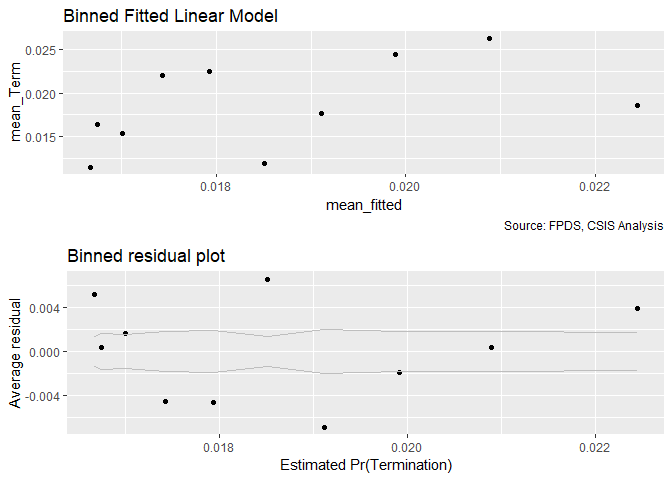 Binned Fitted Linear Model
mean_Term
0.025
0.020
0.015
0.018
0.020
0.022
mean_fitted
Source: FPDS, CSIS Analysis
Binned residual plot
Average residual
0.004
0.000
-0.004
0.018
0.020
0.022
Estimated Pr(Termination)